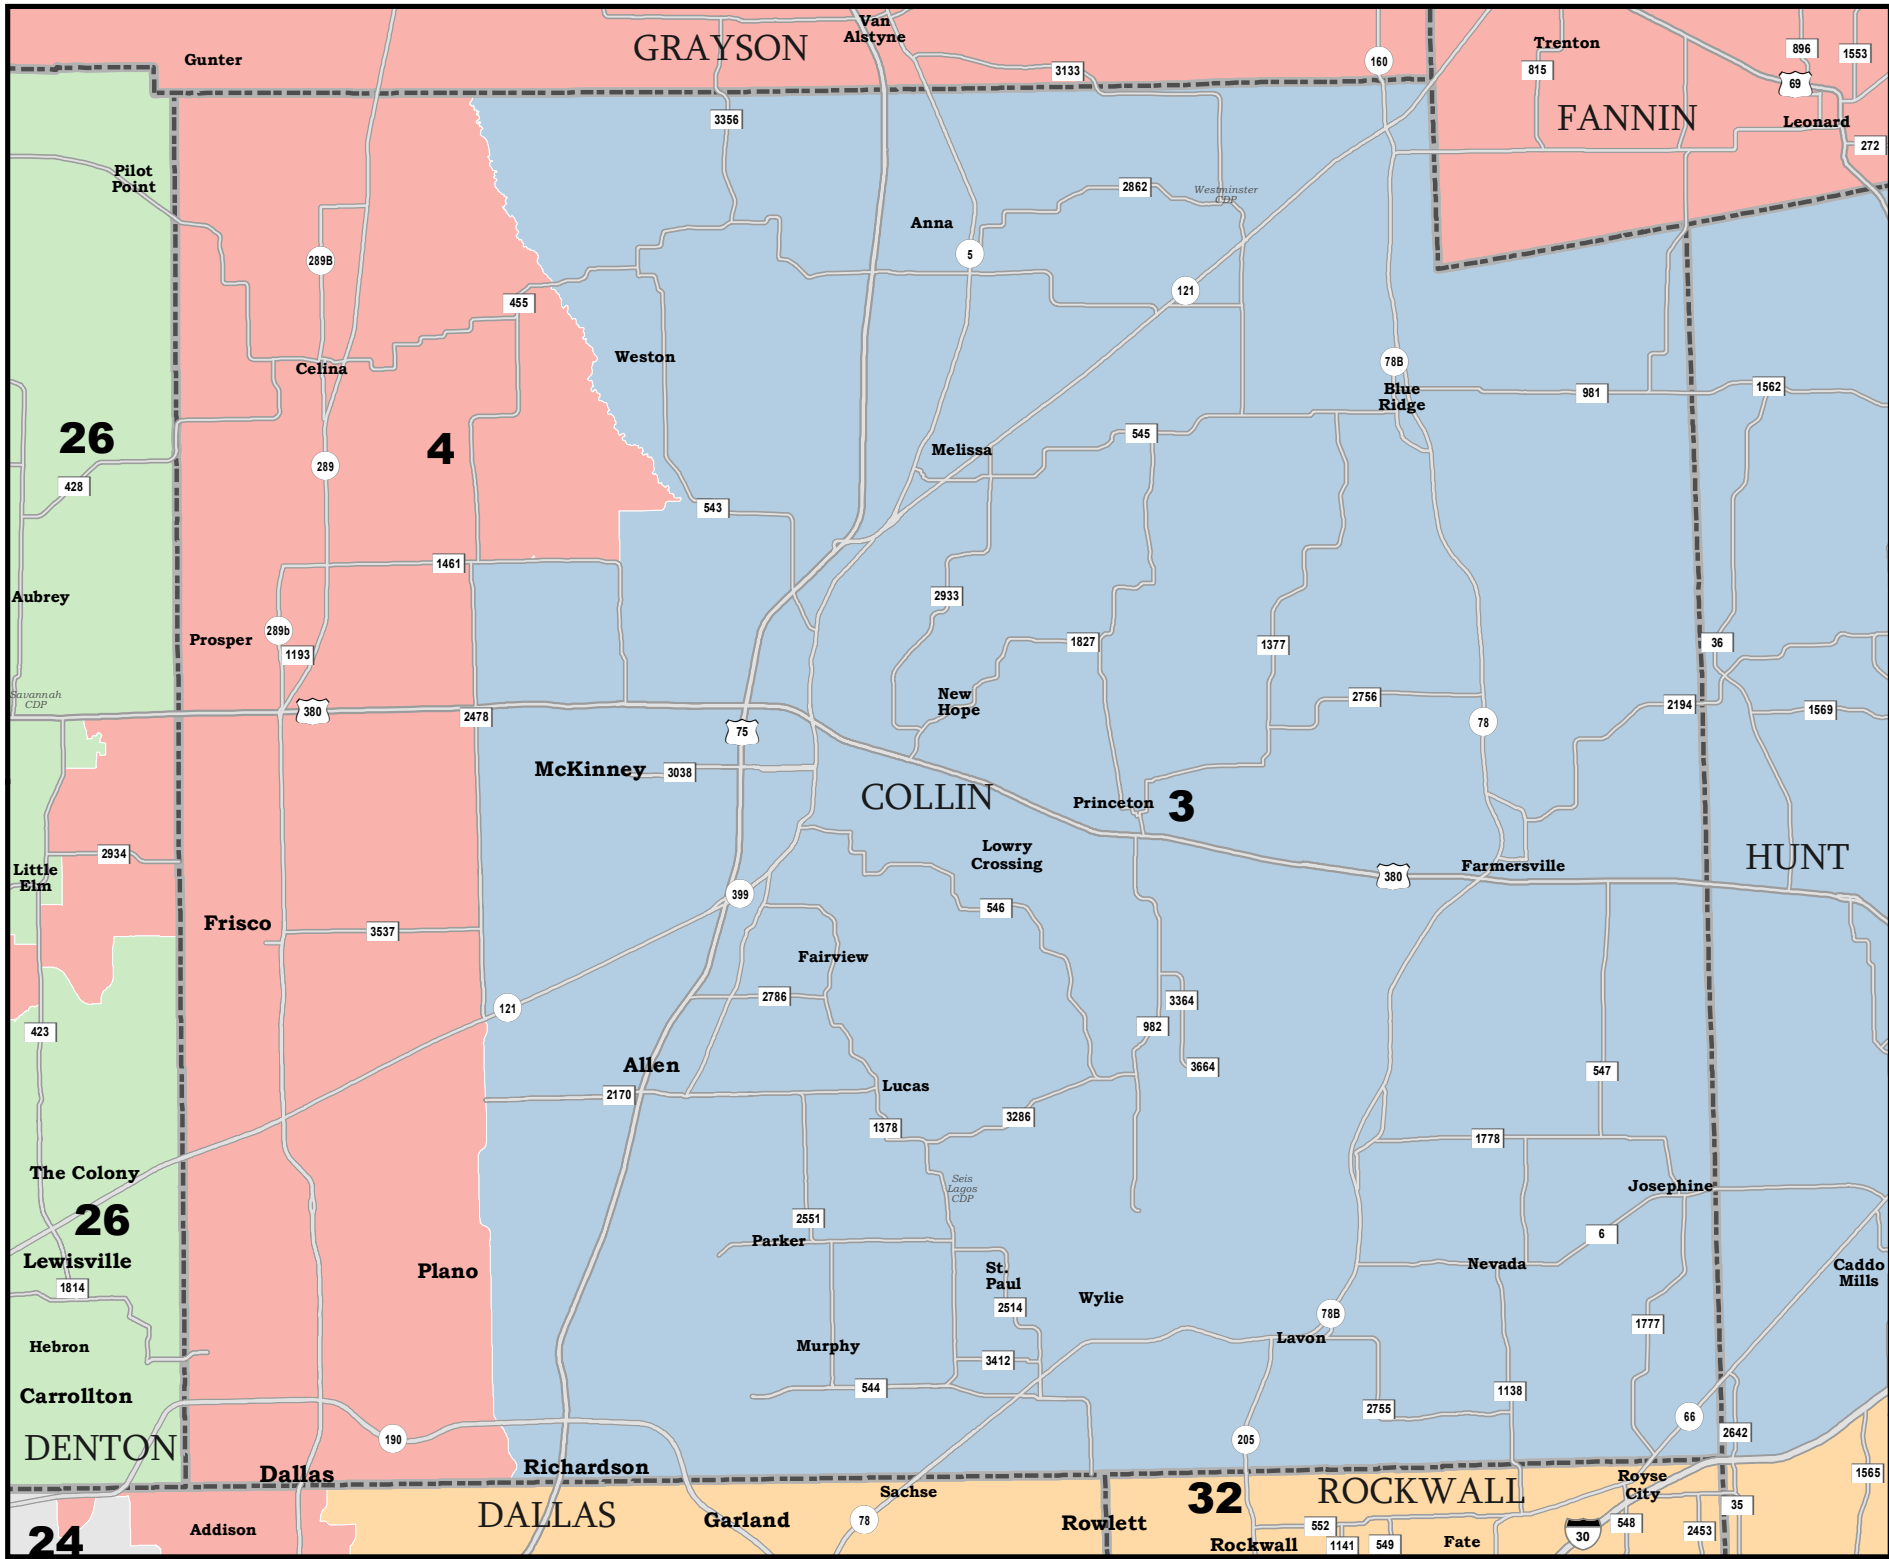 Van
Alstyne
GRAYSON
Gunter
3133
160
Trenton
815
896
1553
69
FANNIN
Leonard
272
3356
Pilot
Point
2862
Westminster
CDP
Anna
5
289B
121
455
Weston
78B
Blue
Ridge
981
1562
Celina
26
4
545
Melissa
289
428
543
1461
2933
Aubrey
289b
Prosper
1193
1827
1377
36
Savannah
CDP
380
2478
New
Hope
2756
78
2194
1569
75
McKinney
3038
COLLIN
Princeton
3
Lowry
Crossing
2934
Little
Elm
380
Farmersville
HUNT
399
546
Frisco
3537
Fairview
2786
121
3364
982
423
Allen
3664
547
2170
Lucas
1378
3286
1778
The Colony
Seis
Lagos
CDP
Josephine
26
2551
Parker
6
Lewisville
1814
Plano
St.
Paul
2514
Wylie
Nevada
Caddo
Mills
78B
1777
Lavon
Hebron
Murphy
3412
544
Carrollton
1138
2755
66
2642
190
205
DENTON
Dallas
Richardson
Sachse
32
ROCKWALL
Royse
City
1565
DALLAS
Garland
78
Rowlett
35
24
Addison
552
1141
549
Rockwall
Fate
30
548
2453